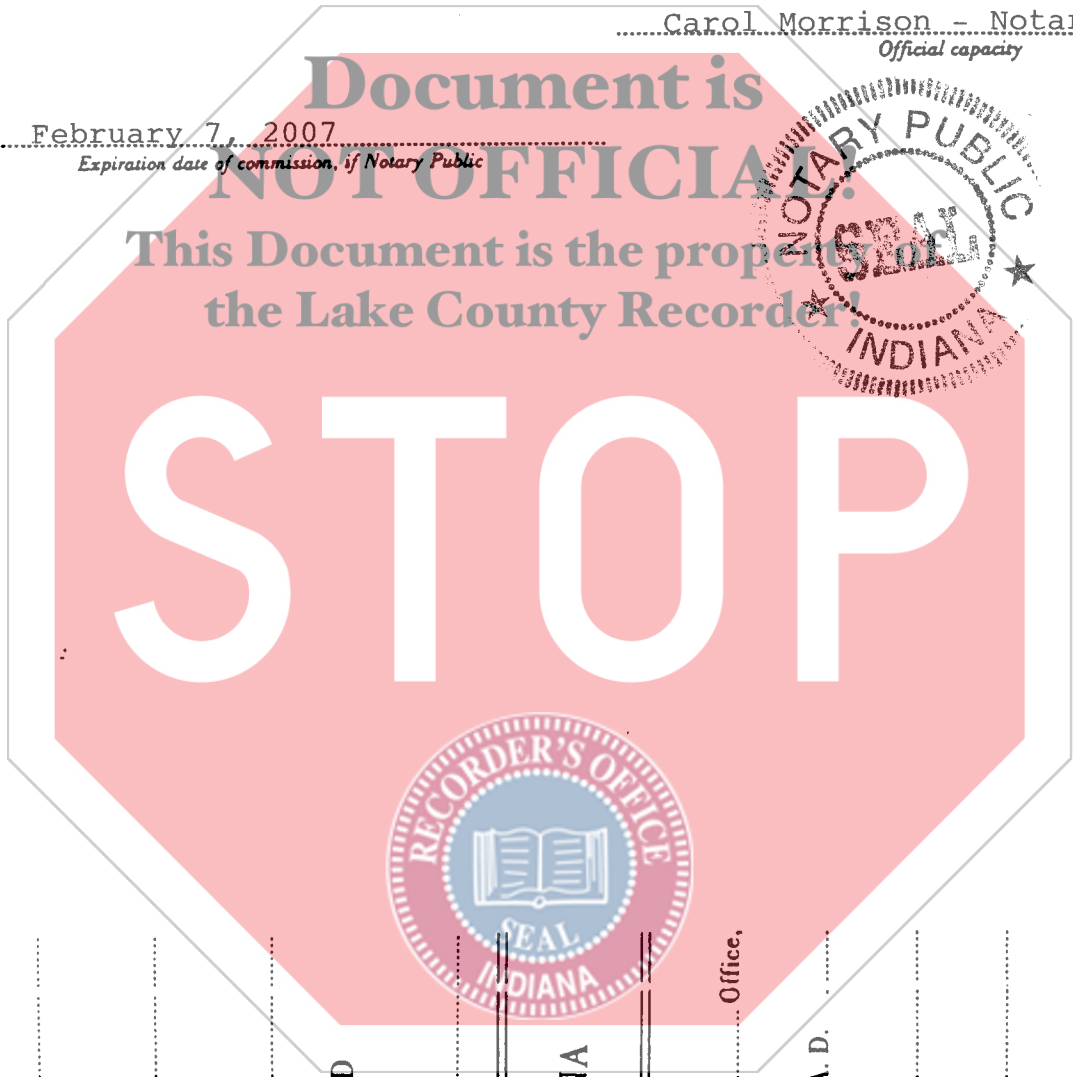 Carol Morrison - Notar
Official capacity
Document is
February 7, 2007
Expiration date of commission, if Notary Public
NOT OFFICIAL!
This Document is the property of
the Lake County Recorder!
NOTARY PUBLIC
SEAL
INDIANA
STOP
RECORDER'S OFFICE
SEAL
INDIANA
Office,
A. D.